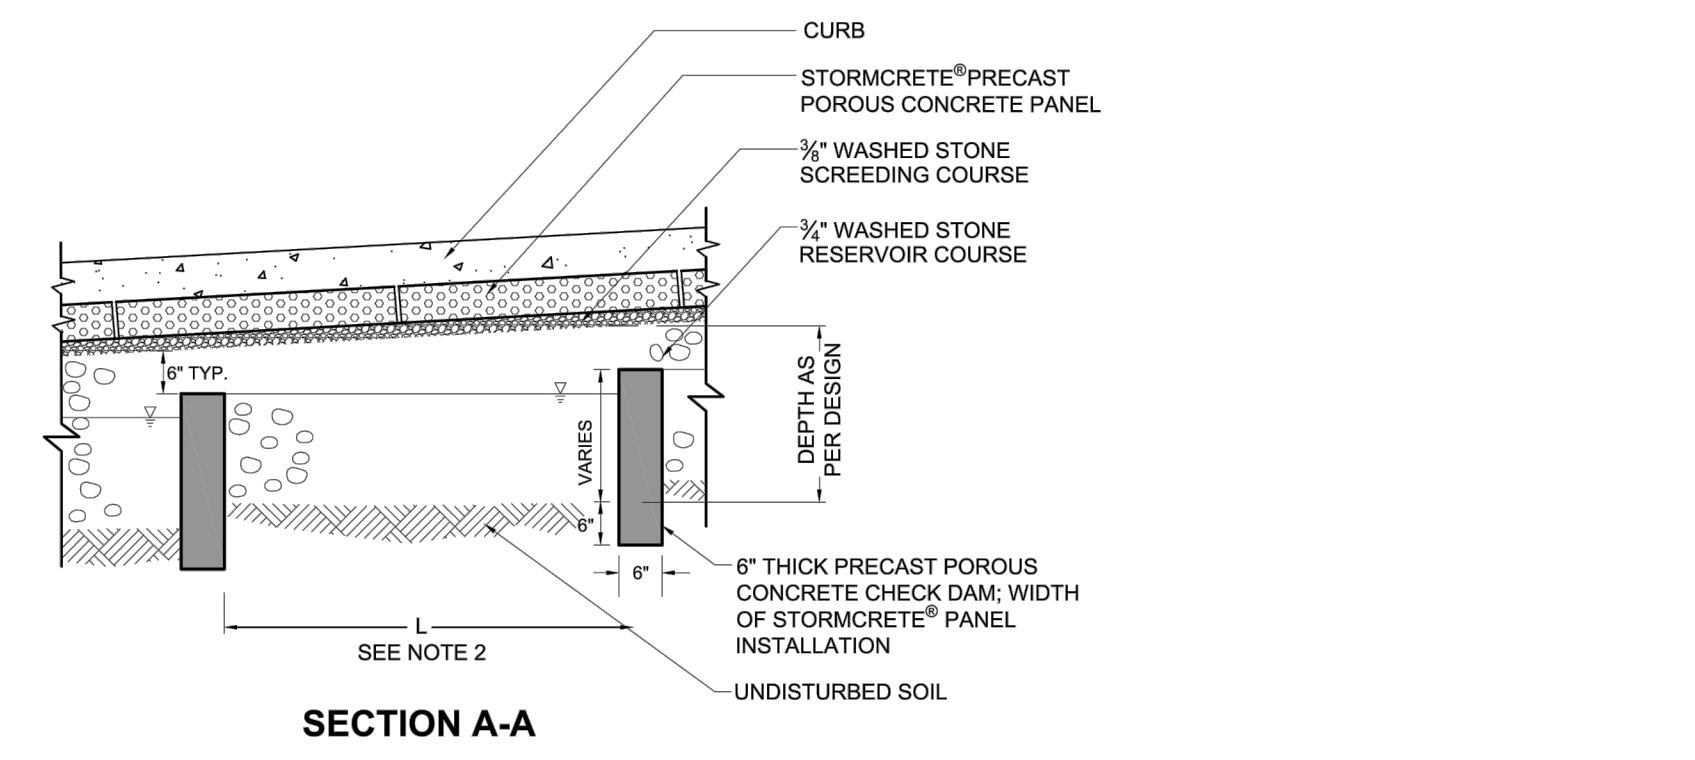 CURB
STORMCRETE®PRECAST
POROUS CONCRETE PANEL
⅜" WASHED STONE
SCREEDING COURSE
¾" WASHED STONE
RESERVOIR COURSE
6" TYP.
VARIES
DEPTH AS
PER DESIGN
6"
6"
6" THICK PRECAST POROUS
CONCRETE CHECK DAM; WIDTH
OF STORMCRETE® PANEL
INSTALLATION
L
SEE NOTE 2
UNDISTURBED SOIL
SECTION A-A